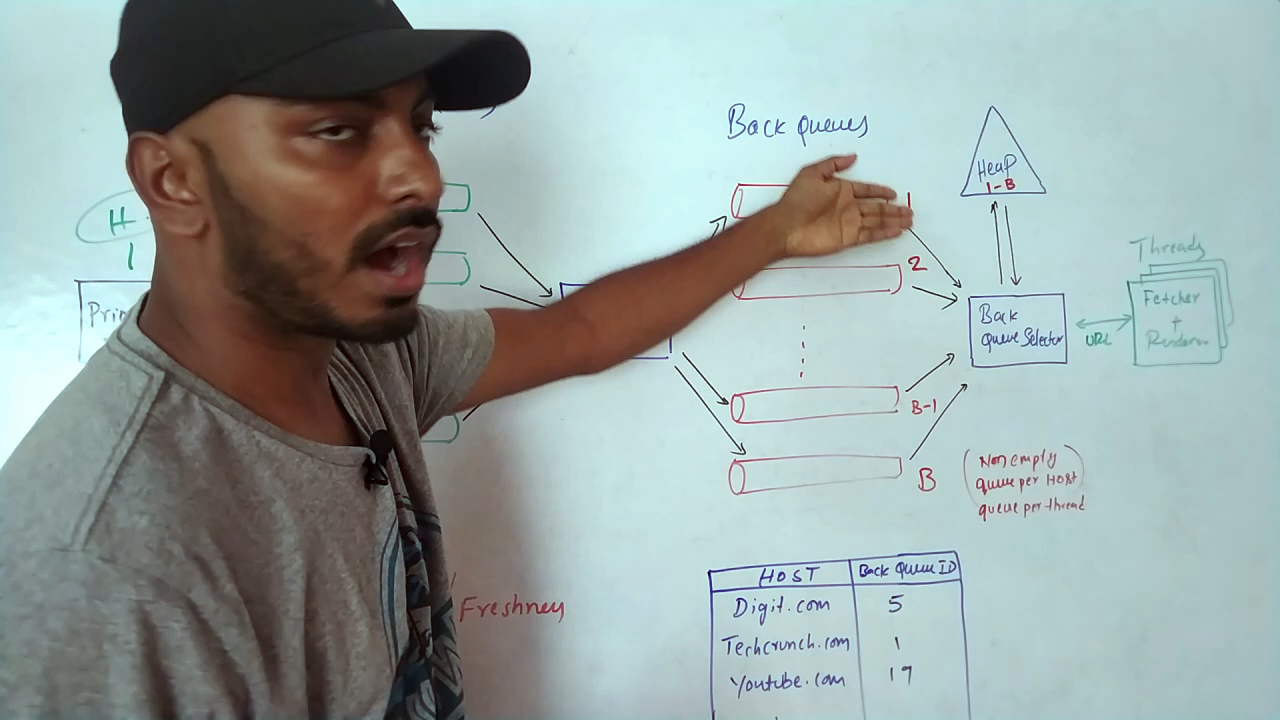 Back queues
1
2
B-1
B
Heap
1-B
Back
Queue Selector
URL
Threads
Fetcher
+
Renderer
(Non empty
queue per Host)
queue per thread
H
1
Freshney
HOST
Back Queue ID
Digit.com
5
Techcrunch.com
1
Youtube.com
17